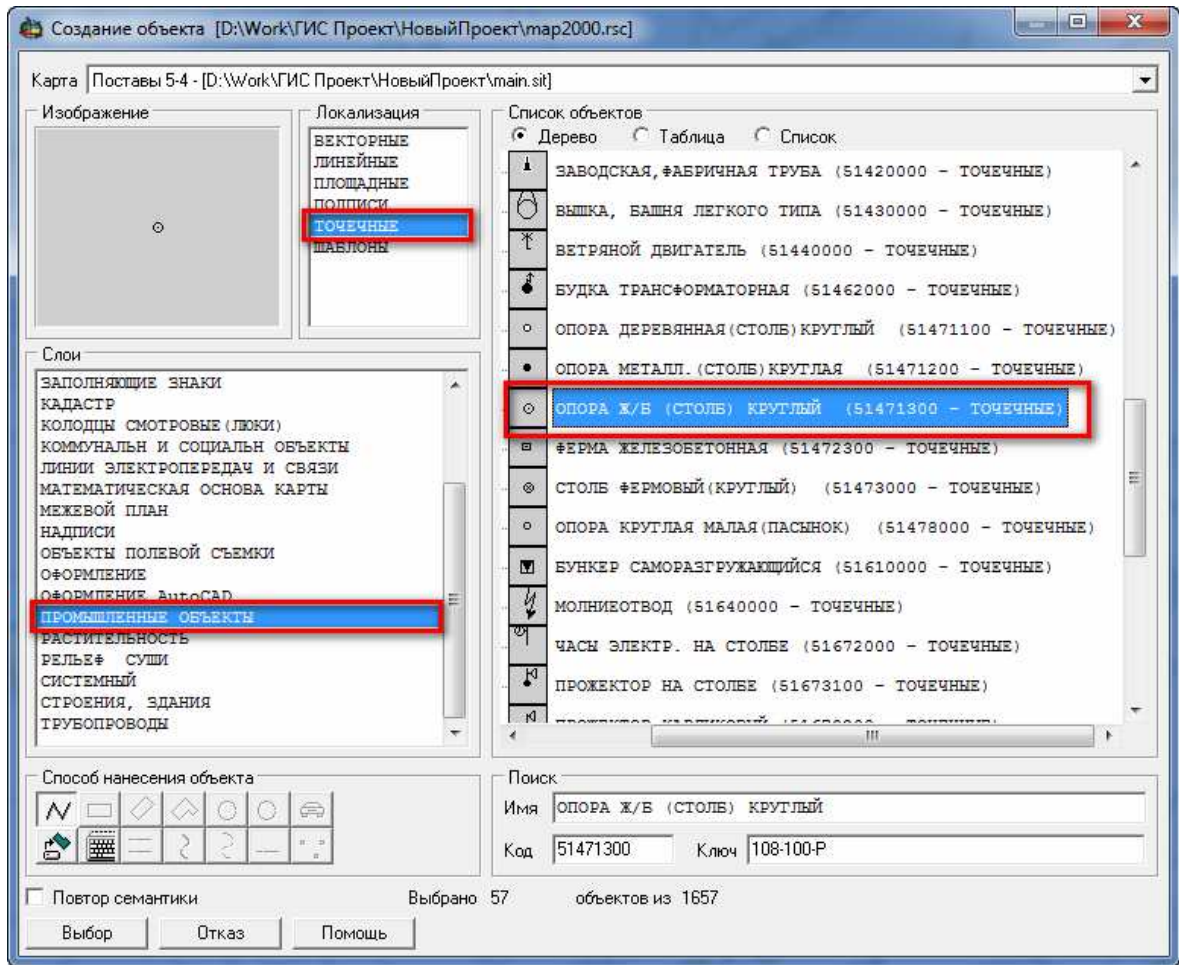 Создание объекта [D:\Work\ГИС Проект\НовыйПроект\map2000.rsc]
Карта Поставы 5-4 - [D:\Work\ГИС Проект\НовыйПроект\main.sit]
Изображение
Локализация
ВЕКТОРНЫЕ
ЛИНЕЙНЫЕ
ПЛОЩАДНЫЕ
ПОДПИСИ
ТОЧЕЧНЫЕ
ШАБЛОНЫ
Слои
ЗАПОЛНЯЮЩИЕ ЗНАКИ
КАДАСТР
КОЛОДЦЫ СМОТРОВЫЕ(ЛЮКИ)
КОММУНАЛЬН И СОЦИАЛЬН ОБЪЕКТЫ
ЛИНИИ ЭЛЕКТРОПЕРЕДАЧ И СВЯЗИ
МАТЕМАТИЧЕСКАЯ ОСНОВА КАРТЫ
МЕЖЕВОЙ ПЛАН
НАДПИСИ
ОБЪЕКТЫ ПОЛЕВОЙ СЪЕМКИ
ОФОРМЛЕНИЕ
ОФОРМЛЕНИЕ AutoCAD
ПРОМЫШЛЕННЫЕ ОБЪЕКТЫ
РАСТИТЕЛЬНОСТЬ
РЕЛЬЕФ СУШИ
СИСТЕМНЫЙ
СТРОЕНИЯ, ЗДАНИЯ
ТРУБОПРОВОДЫ
Список объектов
Дерево Таблица Список
ЗАВОДСКАЯ,ФАБРИЧНАЯ ТРУБА (51420000 - ТОЧЕЧНЫЕ)
ВЫШКА, БАШНЯ ЛЕГКОГО ТИПА (51430000 - ТОЧЕЧНЫЕ)
ВЕТРЯНОЙ ДВИГАТЕЛЬ (51440000 - ТОЧЕЧНЫЕ)
БУДКА ТРАНСФОРМАТОРНАЯ (51462000 - ТОЧЕЧНЫЕ)
ОПОРА ДЕРЕВЯННАЯ(СТОЛБ)КРУГЛЫЙ (51471100 - ТОЧЕЧНЫЕ)
ОПОРА МЕТАЛЛ.(СТОЛБ)КРУГЛАЯ (51471200 - ТОЧЕЧНЫЕ)
ОПОРА Ж/Б (СТОЛБ) КРУГЛЫЙ (51471300 - ТОЧЕЧНЫЕ)
ФЕРМА ЖЕЛЕЗОБЕТОННАЯ (51472300 - ТОЧЕЧНЫЕ)
СТОЛБ ФЕРМОВЫЙ(КРУГЛЫЙ) (51473000 - ТОЧЕЧНЫЕ)
ОПОРА КРУГЛАЯ МАЛАЯ(ПАСЫНОК) (51478000 - ТОЧЕЧНЫЕ)
БУНКЕР САМОРАЗГРУЖАЮЩИЙСЯ (51610000 - ТОЧЕЧНЫЕ)
МОЛНИЕОТВОД (51640000 - ТОЧЕЧНЫЕ)
ЧАСЫ ЭЛЕКТР. НА СТОЛБЕ (51672000 - ТОЧЕЧНЫЕ)
ПРОЖЕКТОР НА СТОЛБЕ (51673100 - ТОЧЕЧНЫЕ)
Способ нанесения объекта
Поиск
Имя ОПОРА Ж/Б (СТОЛБ) КРУГЛЫЙ
Код 51471300 Ключ 108-100-P
Повтор семантики
Выбрано 57 объектов из 1657
Выбор Отказ Помощь